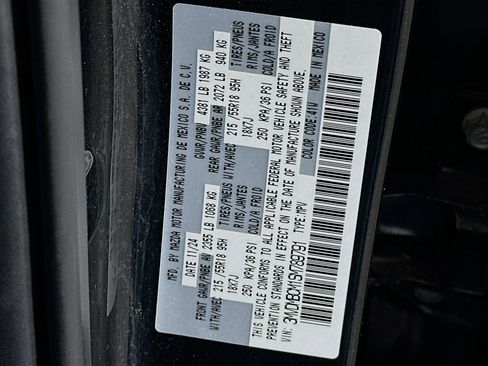 MFD. BY MAZDA MOTOR MANUFACTURING DE MEXICO S.A. DE C.V.
DATE 11/24 GVWR/PNBV 4381 LB 1987 KG
FRONT GAWR/PNBE AV 2355 LB 1068 KG REAR GAWR/PNBE AR 2072 LB 940 KG
WITH/AVEC TIRES/PNEUS RIMS/JANTES COLD/A FROID WITH/AVEC TIRES/PNEUS RIMS/JANTES COLD/A FROID
215/55R18 95H 18X7J 250 KPA/36 PSI 215/55R18 95H 18X7J 250 KPA/36 PSI
THIS VEHICLE CONFORMS TO ALL APPLICABLE FEDERAL MOTOR VEHICLE SAFETY AND THEFT
PREVENTION STANDARDS IN EFFECT ON THE DATE OF MANUFACTURE SHOWN ABOVE.
VIN: TYPE: MPV COLOR CODE: 41W MADE IN MEXICO